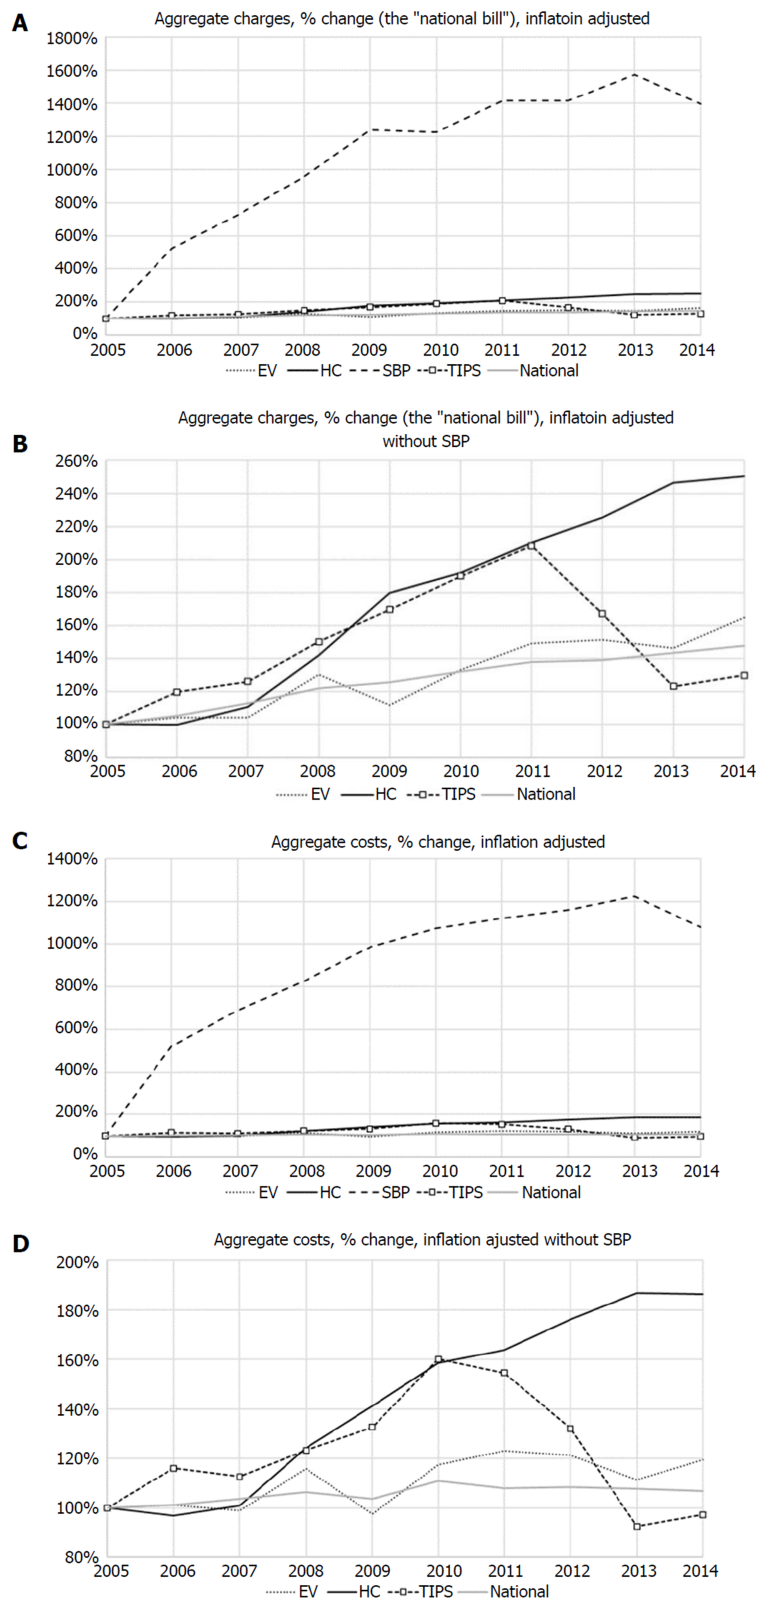 A
Aggregate charges, % change (the "national bill"), inflatoin adjusted
1800%
1600%
1400%
1200%
1000%
800%
600%
400%
200%
0%
2005 2006 2007 2008 2009 2010 2011 2012 2013 2014
EV HC SBP TIPS National
B
Aggregate charges, % change (the "national bill"), inflatoin adjusted
without SBP
260%
240%
220%
200%
180%
160%
140%
120%
100%
80%
2005 2006 2007 2008 2009 2010 2011 2012 2013 2014
EV HC TIPS National
C
Aggregate costs, % change, inflation adjusted
1400%
1200%
1000%
800%
600%
400%
200%
0%
2005 2006 2007 2008 2009 2010 2011 2012 2013 2014
EV HC SBP TIPS National
D
Aggregate costs, % change, inflation ajusted without SBP
200%
180%
160%
140%
120%
100%
80%
2005 2006 2007 2008 2009 2010 2011 2012 2013 2014
EV HC TIPS National